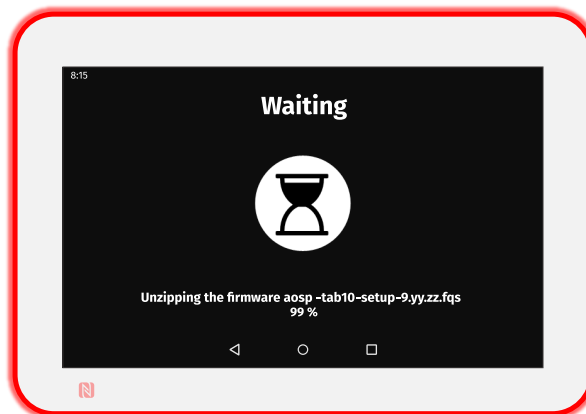 8:15
Waiting
Unzipping the firmware aosp -tab10-setup-9.yy.zz.fqs
99 %